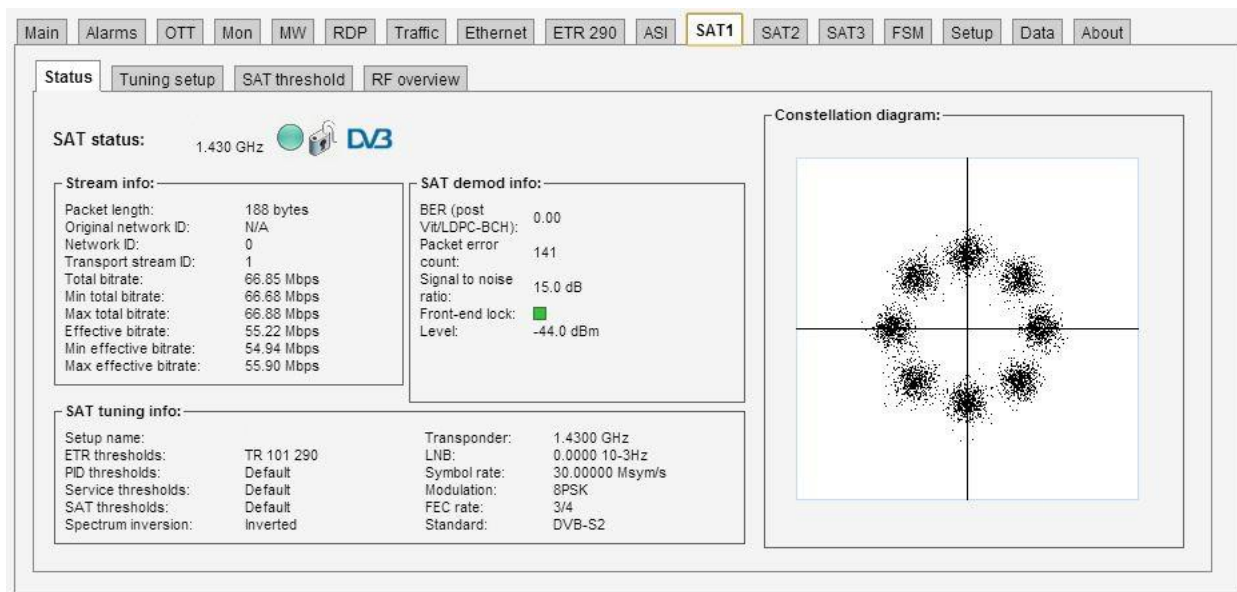 Main Alarms OTT Mon MW RDP Traffic Ethernet ETR 290 ASI SAT1 SAT2 SAT3 FSM Setup Data About
Status Tuning setup SAT threshold RF overview
SAT status: 1.430 GHz DVB
Stream info:
Packet length: 188 bytes
Original network ID: N/A
Network ID: 0
Transport stream ID: 1
Total bitrate: 66.85 Mbps
Min total bitrate: 66.68 Mbps
Max total bitrate: 66.88 Mbps
Effective bitrate: 55.22 Mbps
Min effective bitrate: 54.94 Mbps
Max effective bitrate: 55.90 Mbps
SAT demod info:
BER (post
Vit/LDPC-BCH): 0.00
Packet error
count: 141
Signal to noise
ratio: 15.0 dB
Front-end lock:
Level: -44.0 dBm
SAT tuning info:
Setup name:
ETR thresholds: TR 101 290
PID thresholds: Default
Service thresholds: Default
SAT thresholds: Default
Spectrum inversion: Inverted
Transponder: 1.4300 GHz
LNB: 0.0000 10-3Hz
Symbol rate: 30.00000 Msym/s
Modulation: 8PSK
FEC rate: 3/4
Standard: DVB-S2
Constellation diagram: